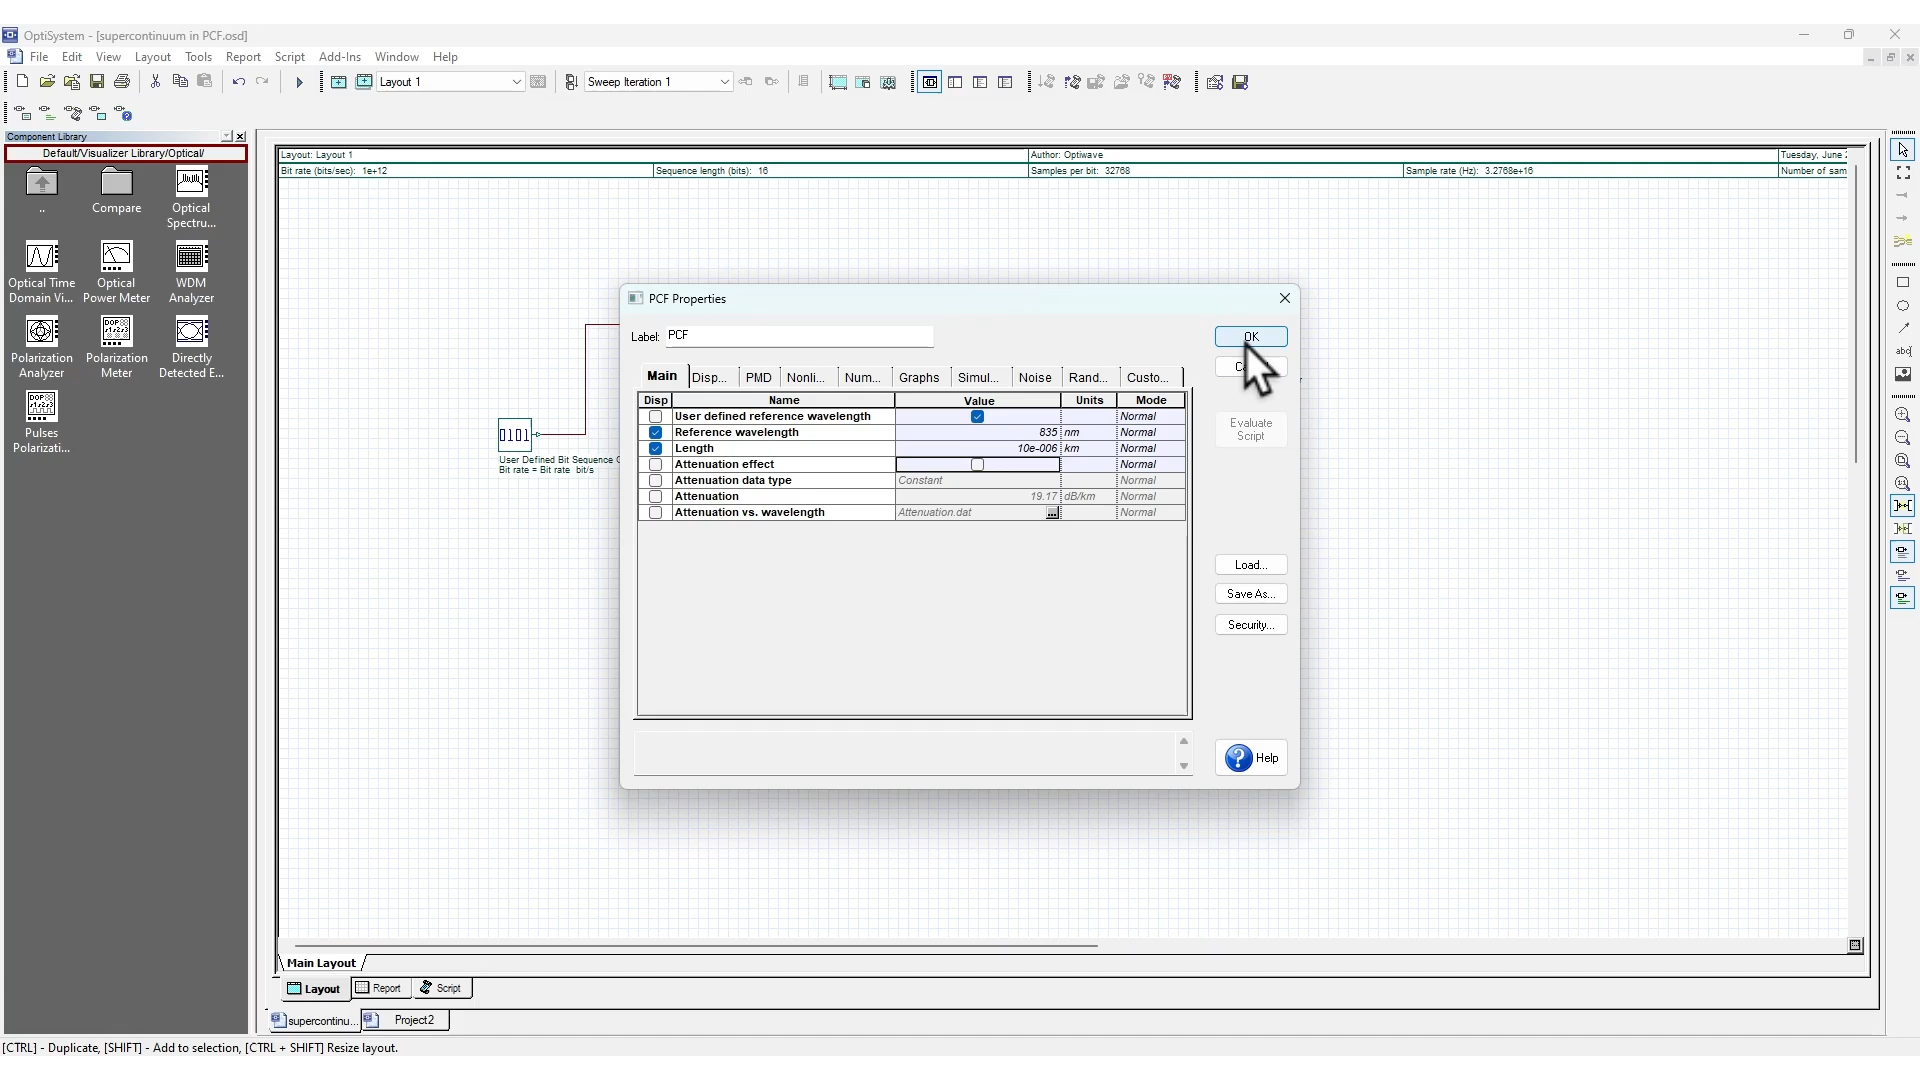 OptiSystem - [supercontinuum in PCF.osd]
File Edit View Layout Tools Report Script Add-Ins Window Help
Layout 1 Sweep Iteration 1
Component Library
Default/Visualizer Library/Optical/
..
Compare
Optical Spectru...
Optical Time Domain Vi...
Optical Power Meter
WDM Analyzer
Polarization Analyzer
Polarization Meter
Directly Detected E...
Pulses Polarizati...
Layout: Layout 1 Author: Optiwave Tuesday, June
Bit rate (bits/sec): 1e+12 Sequence length (bits): 16 Samples per bit: 32768 Sample rate (Hz): 3.2768e+16 Number of sam
0101
User Defined Bit Sequence
Bit rate = Bit rate bit/s
PCF Properties
Label: PCF
OK
Main Disp... PMD Nonli... Num... Graphs Simul... Noise Rand... Custo...
Disp Name Value Units Mode
User defined reference wavelength Normal
Reference wavelength 835 nm Normal
Length 10e-006 km Normal
Attenuation effect Normal
Attenuation data type Constant Normal
Attenuation 19.17 dB/km Normal
Attenuation vs. wavelength Attenuation.dat ... Normal
Evaluate Script
Load...
Save As...
Security...
Help
Main Layout
Layout Report Script
supercontinu... Project2
[CTRL] - Duplicate, [SHIFT] - Add to selection, [CTRL + SHIFT] Resize layout.